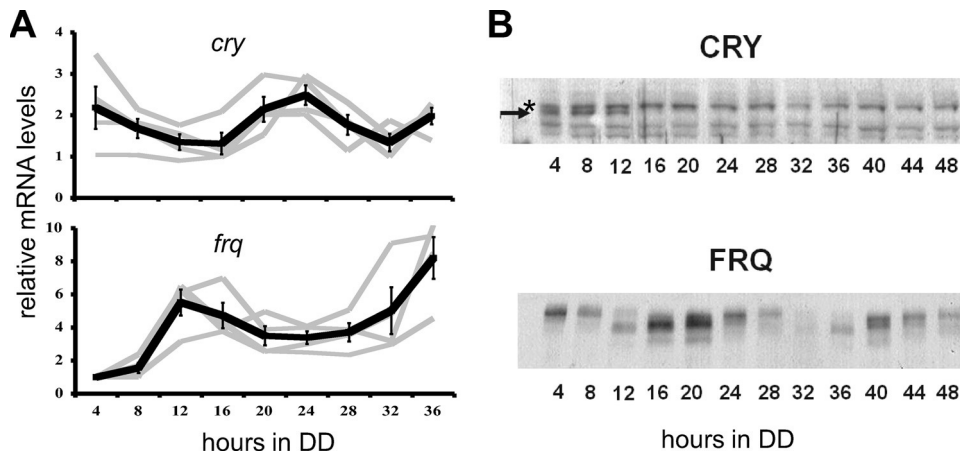 A
cry
4
3
2
1
0
relative mRNA levels
frq
10
8
6
4
2
0
4 8 12 16 20 24 28 32 36
hours in DD
B
CRY
*
4 8 12 16 20 24 28 32 36 40 44 48
FRQ
4 8 12 16 20 24 28 32 36 40 44 48
hours in DD